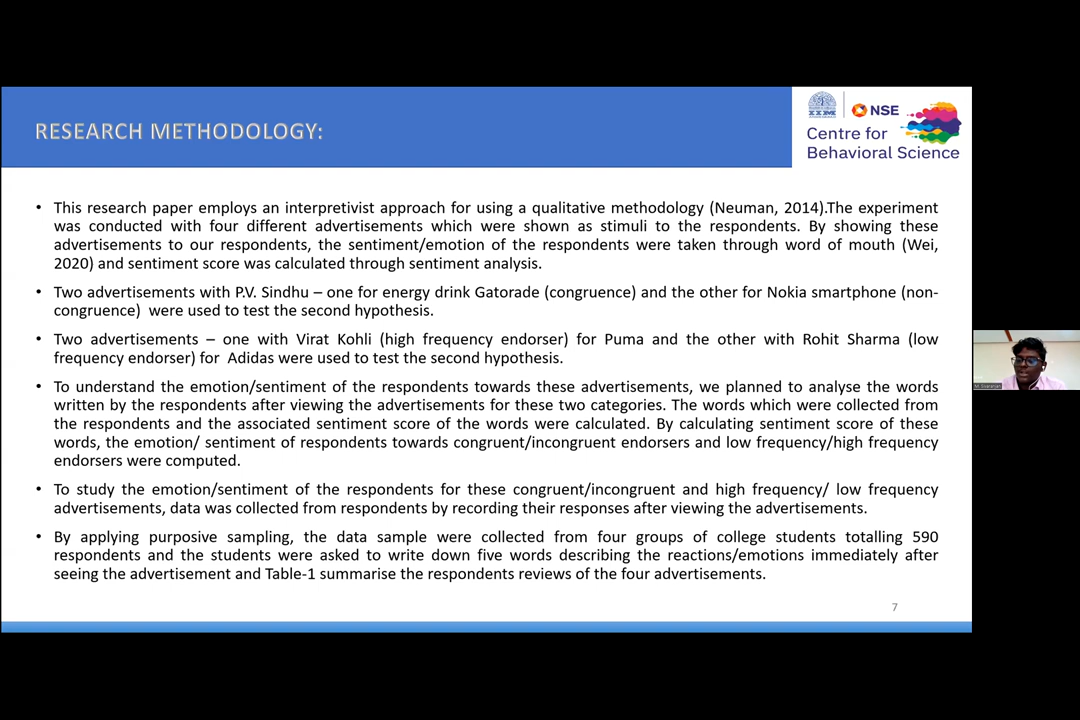 RESEARCH METHODOLOGY:
IIM
NSE
Centre for
Behavioral Science
• This research paper employs an interpretivist approach for using a qualitative methodology (Neuman, 2014).The experiment
was conducted with four different advertisements which were shown as stimuli to the respondents. By showing these
advertisements to our respondents, the sentiment/emotion of the respondents were taken through word of mouth (Wei,
2020) and sentiment score was calculated through sentiment analysis.
• Two advertisements with P.V. Sindhu – one for energy drink Gatorade (congruence) and the other for Nokia smartphone (non-
congruence) were used to test the second hypothesis.
• Two advertisements – one with Virat Kohli (high frequency endorser) for Puma and the other with Rohit Sharma (low
frequency endorser) for Adidas were used to test the second hypothesis.
• To understand the emotion/sentiment of the respondents towards these advertisements, we planned to analyse the words
written by the respondents after viewing the advertisements for these two categories. The words which were collected from
the respondents and the associated sentiment score of the words were calculated. By calculating sentiment score of these
words, the emotion/ sentiment of respondents towards congruent/incongruent endorsers and low frequency/high frequency
endorsers were computed.
• To study the emotion/sentiment of the respondents for these congruent/incongruent and high frequency/ low frequency
advertisements, data was collected from respondents by recording their responses after viewing the advertisements.
• By applying purposive sampling, the data sample were collected from four groups of college students totalling 590
respondents and the students were asked to write down five words describing the reactions/emotions immediately after
seeing the advertisement and Table-1 summarise the respondents reviews of the four advertisements.
7